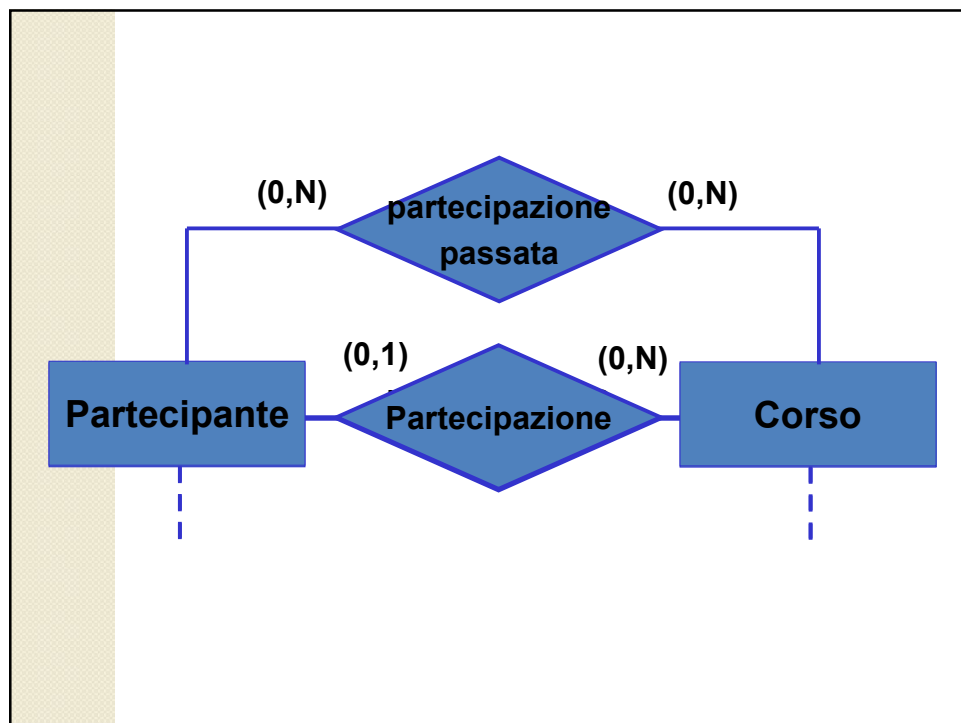 (0,N)
(0,N)
partecipazione
passata
(0,1)
(0,N)
Partecipante
Partecipazione
Corso